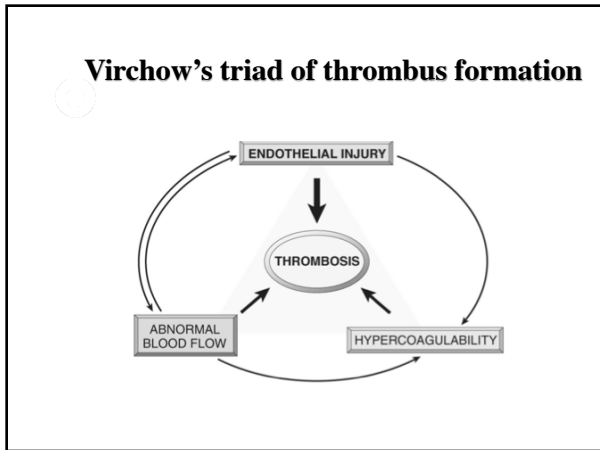 Virchow’s triad of thrombus formation
ENDOTHELIAL INJURY
THROMBOSIS
ABNORMAL
BLOOD FLOW
HYPERCOAGULABILITY